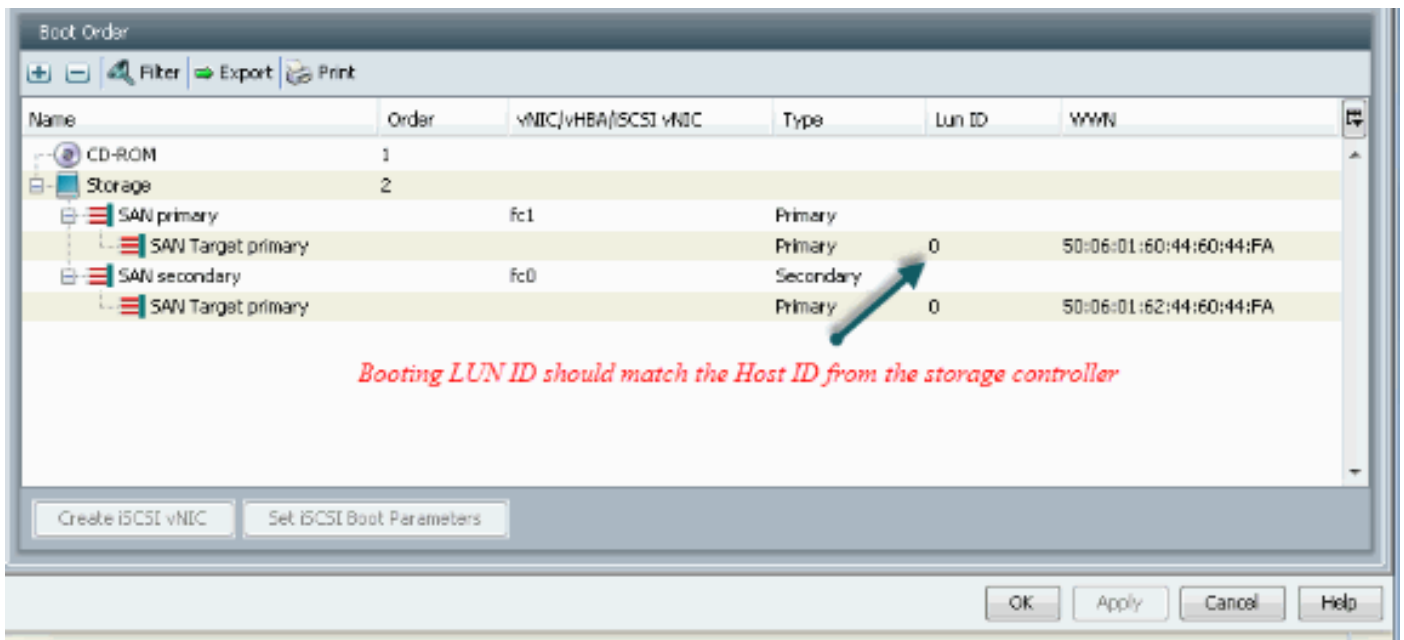 Boot Order
Filter Export Print
Name Order vNIC/vHBA/iSCSI vNIC Type Lun ID WWN
CD-ROM 1
Storage 2
SAN primary fc1 Primary
SAN Target primary Primary 0 50:06:01:60:44:60:44:FA
SAN secondary fc0 Secondary
SAN Target primary Primary 0 50:06:01:62:44:60:44:FA
Booting LUN ID should match the Host ID from the storage controller
Create iSCSI vNIC Set iSCSI Boot Parameters
OK Apply Cancel Help